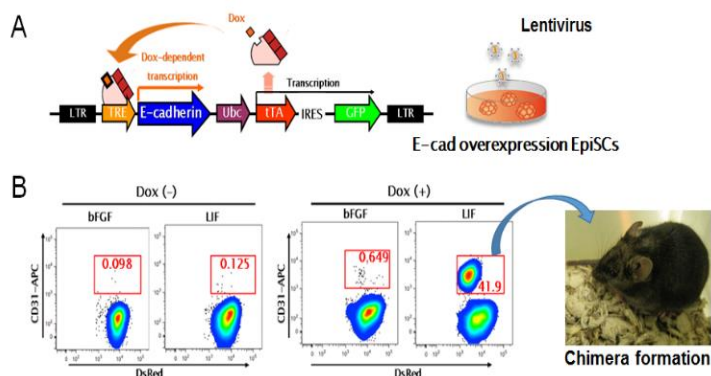 A
Dox
Lentivirus
Dox-dependent
transcription
Transcription
LTR
TRE
E-cadherin
Ubc
tTA
IRES
GFP
LTR
E-cad overexpression EpiSCs
B
Dox (-)
Dox (+)
bFGF
LIF
bFGF
LIF
0.098
0.125
0.649
41.9
CD31-APC
CD31-APC
DsRed
DsRed
Chimera formation